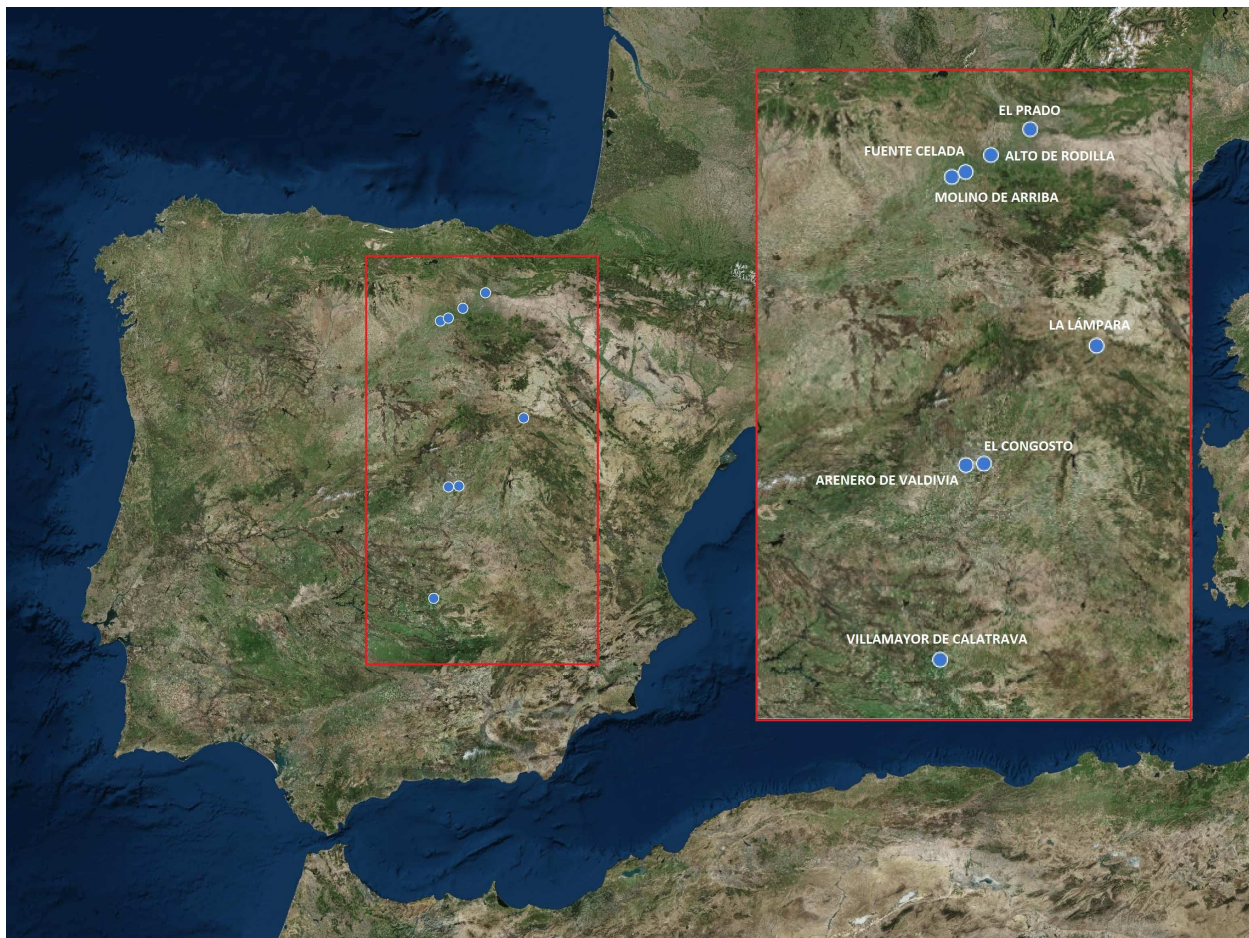 EL PRADO
FUENTE CELADA
ALTO DE RODILLA
MOLINO DE ARRIBA
LA LÁMPARA
EL CONGOSTO
ARENERO DE VALDIVIA
VILLAMAYOR DE CALATRAVA